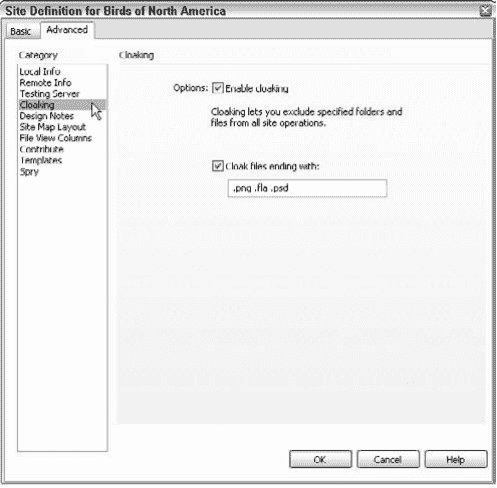 Site Definition for Birds of North America
Basic Advanced
Category Cloaking
Local Info
Remote Info
Testing Server
Cloaking
Design Notes
Site Map Layout
File View Columns
Contribute
Templates
Spry
Options: Enable cloaking
Cloaking lets you exclude specified folders and
files from all site operations.
Cloak files ending with:
.png .fla .psd
OK Cancel Help